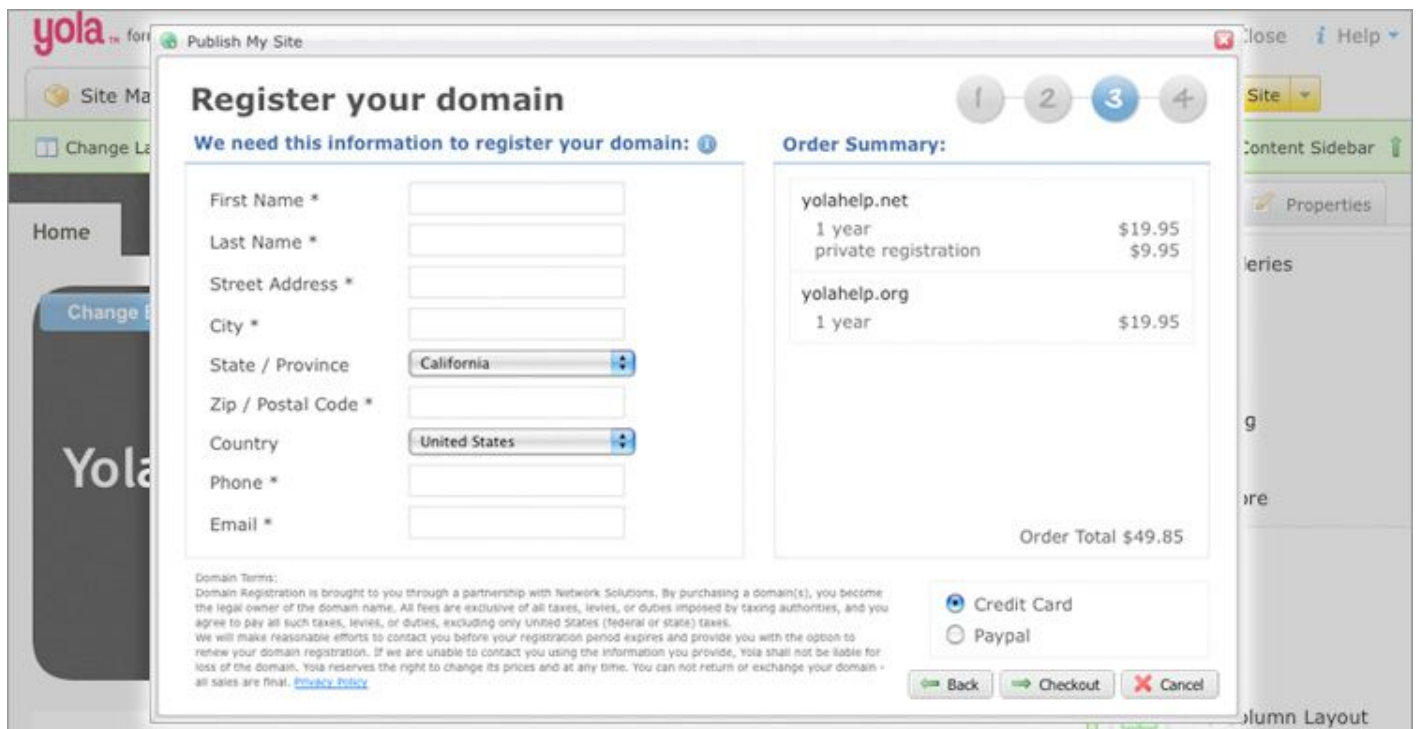 yola™
Close
i Help
Publish My Site
Site
Register your domain
1
2
3
4
Change
Content Sidebar
We need this information to register your domain: i
Order Summary:
Properties
Home
First Name *
Last Name *
Street Address *
City *
State / Province
California
Zip / Postal Code *
Country
United States
Phone *
Email *
yolahelp.net
1 year
$19.95
private registration
$9.95
yolahelp.org
1 year
$19.95
Order Total $49.85
Change
Domain Terms:
Domain Registration is brought to you through a partnership with Network Solutions. By purchasing a domain(s), you become
the legal owner of the domain name. All fees are exclusive of all taxes, levies, or duties imposed by taxing authorities, and you
agree to pay all such taxes, levies, or duties, excluding only United States (federal or state) taxes.
We will make reasonable efforts to contact you before your registration period expires and provide you with the option to
renew your domain registration. If we are unable to contact you using the information you provide, Yola shall not be liable for
loss of the domain. Yola reserves the right to change its prices and at any time. You can not return or exchange your domain -
all sales are final. Privacy Policy
Credit Card
Paypal
Back
Checkout
Cancel
Layout